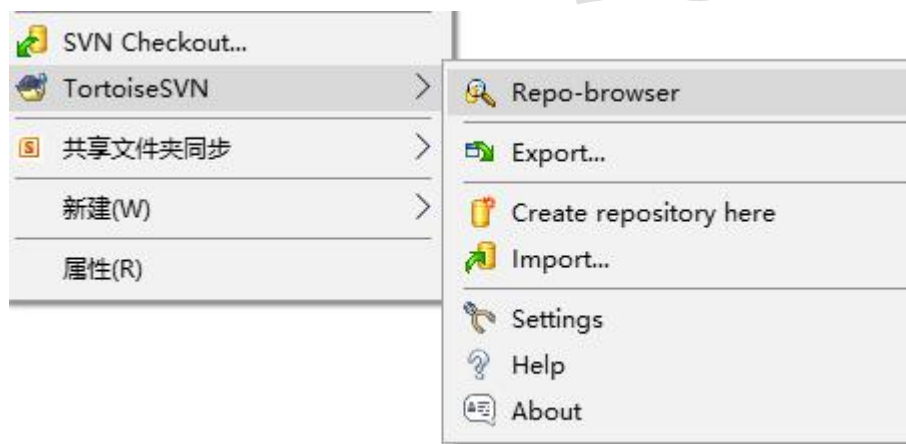 SVN Checkout...
TortoiseSVN
共享文件夹同步
新建(W)
属性(R)
Repo-browser
Export...
Create repository here
Import...
Settings
Help
About